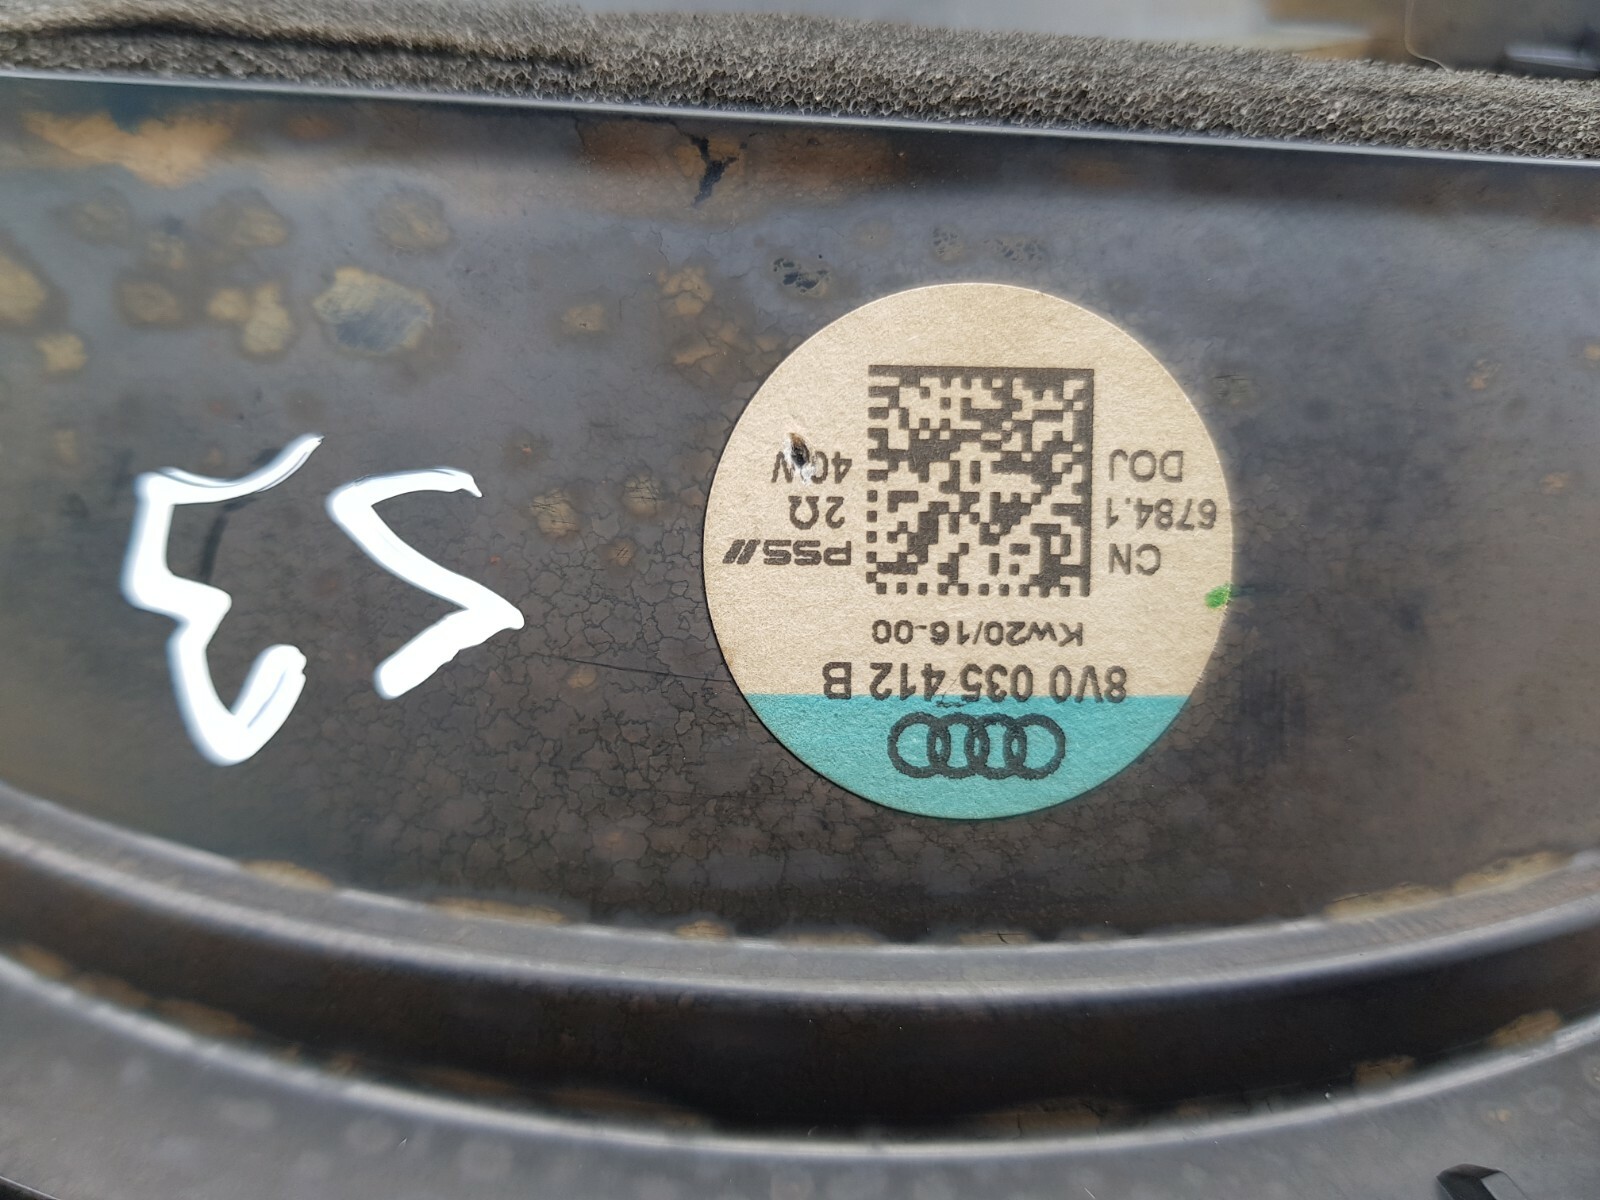 8V0 035 412 B
Kw20/16-00
CN PSS//
6784.1 2Ω
DOJ 40W